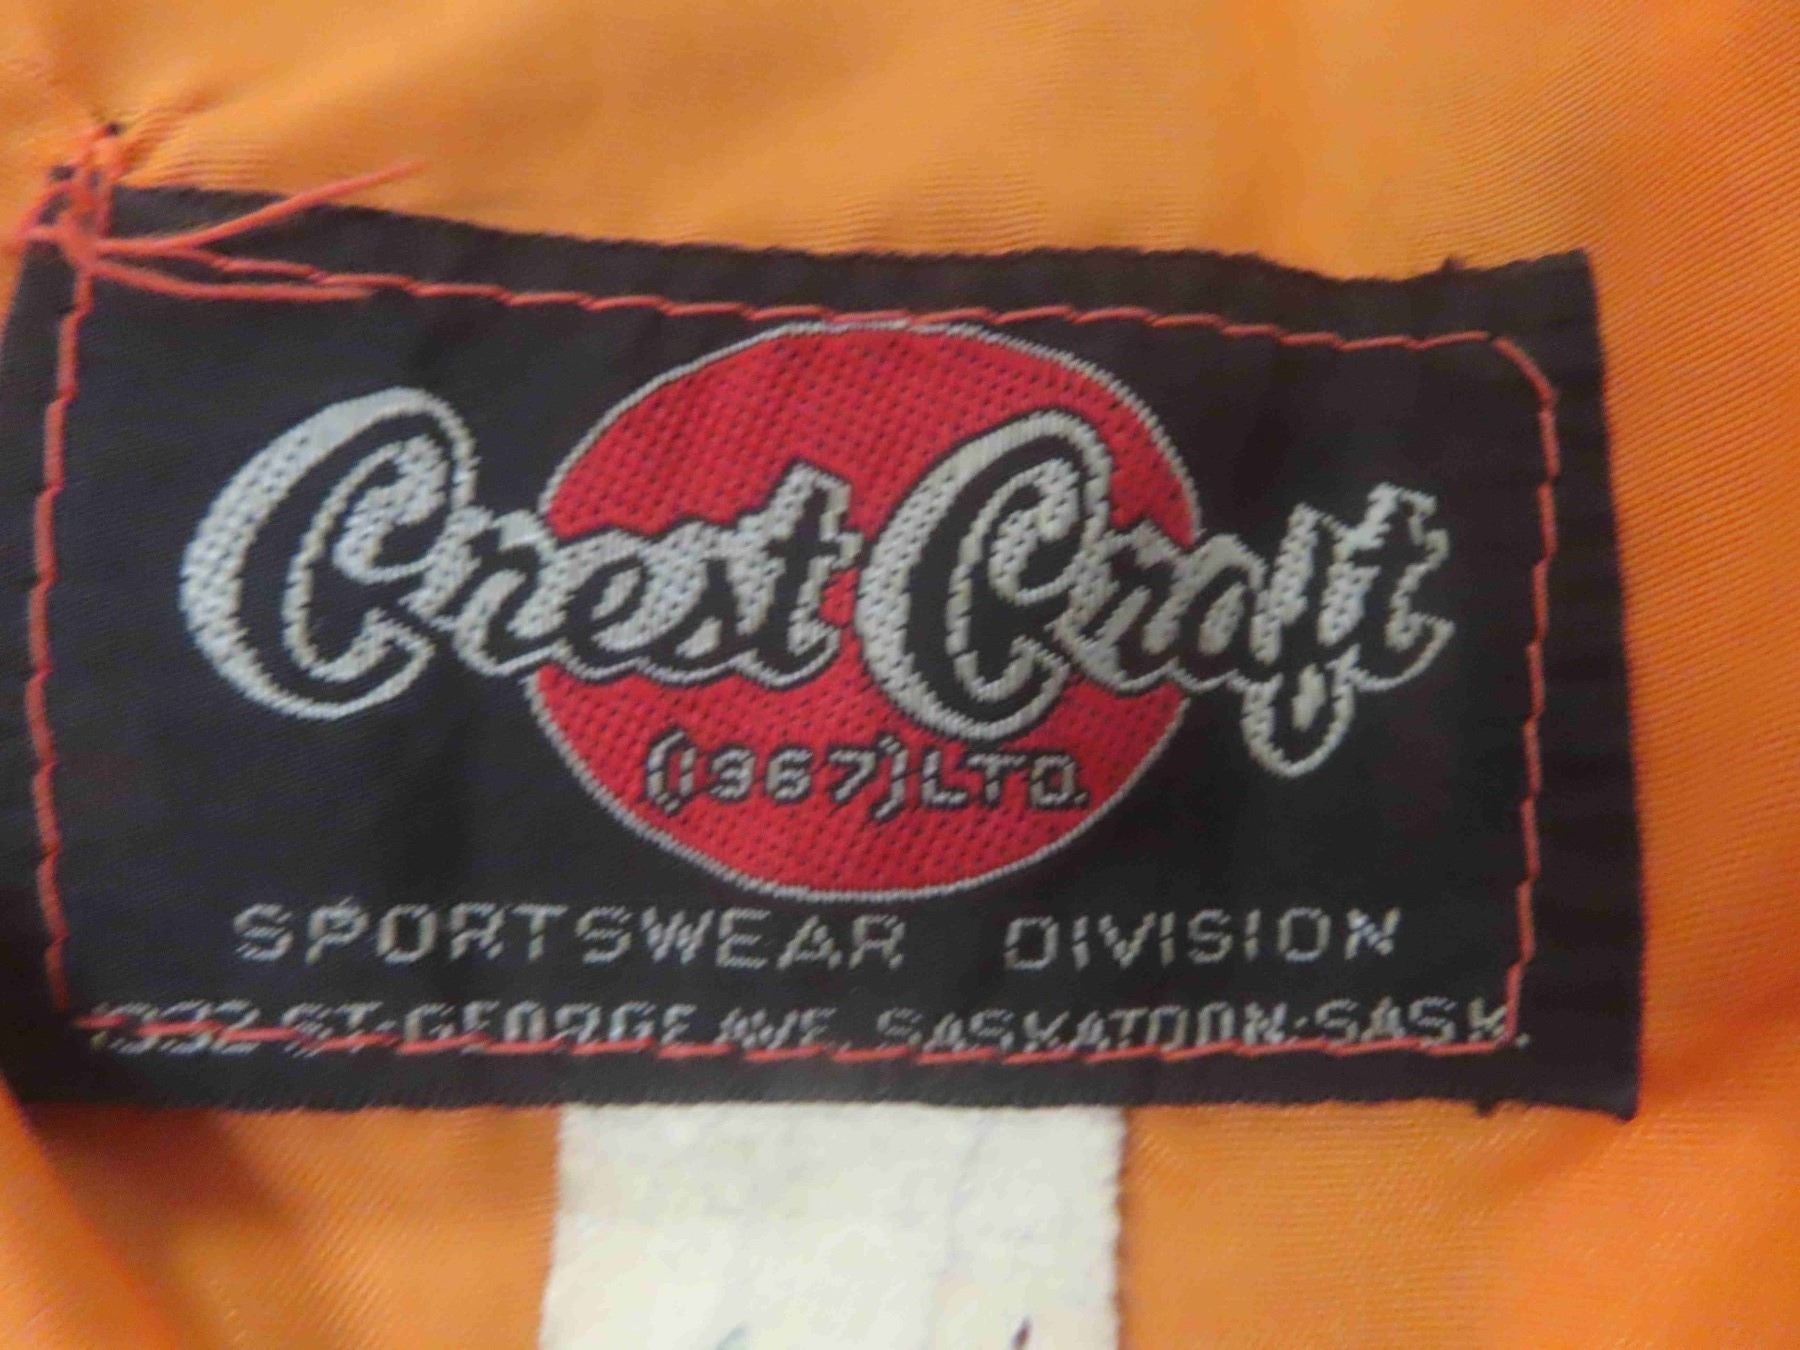 Crest Craft
(1967) LTD.
SPORTSWEAR DIVISION
ST. GEORGE AVE. SASKATOON. SASK.